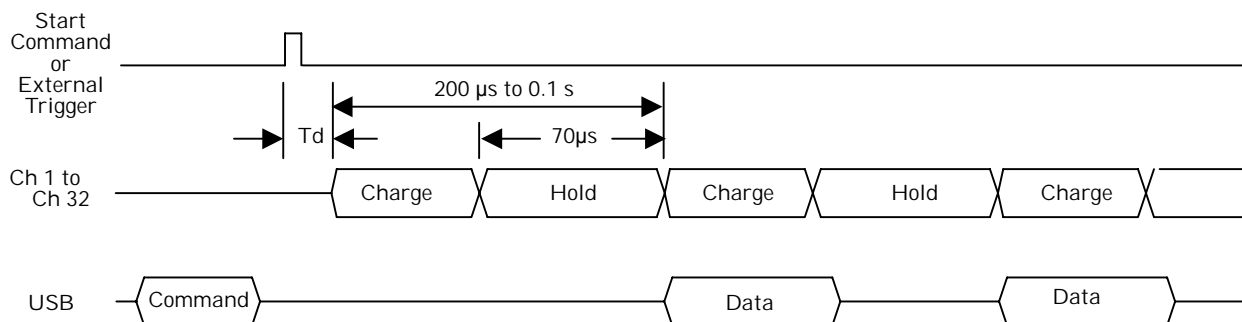 Start
Command
or
External
Trigger
200 µs to 0.1 s
Td
70µs
Ch 1 to
Ch 32
Charge
Hold
Charge
Hold
Charge
USB
Command
Data
Data